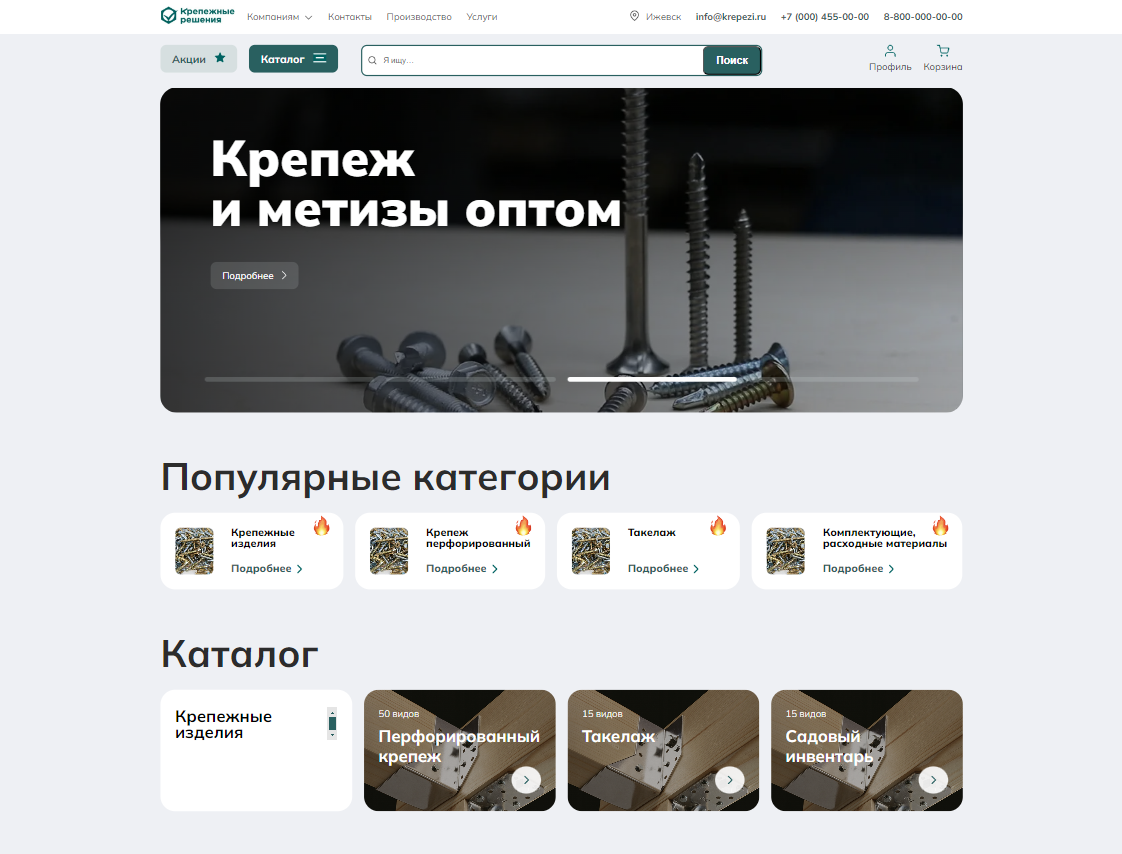 Крепежные
решения
Компаниям
Контакты
Производство
Услуги
Ижевск
info@krepezi.ru
+7 (000) 455-00-00
8-800-000-00-00
Акции
Каталог
Я ищу...
Поиск
Профиль
Корзина
Крепеж
и метизы оптом
Подробнее
Популярные категории
Крепежные
изделия
Подробнее
Крепеж
перфорированный
Подробнее
Такелаж
Подробнее
Комплектующие,
расходные материалы
Подробнее
Каталог
Крепежные
изделия
50 видов
Перфорированный
крепеж
15 видов
Такелаж
15 видов
Садовый
инвентарь